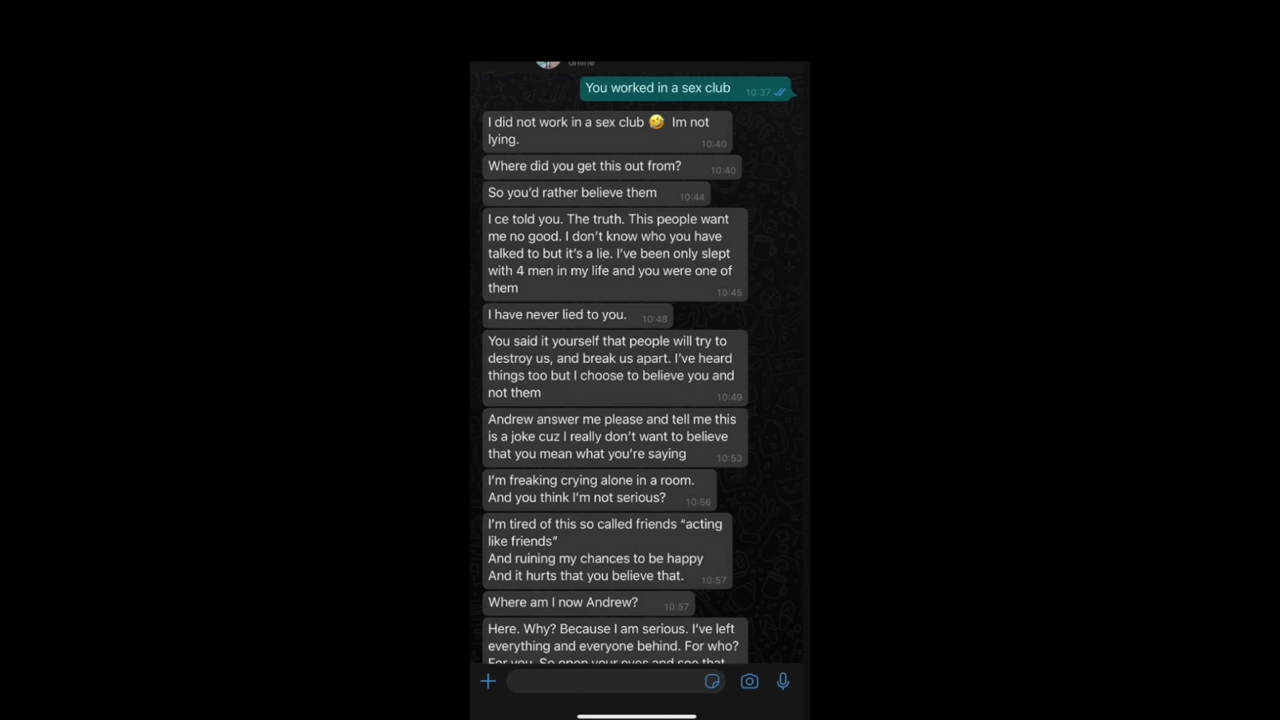 online
You worked in a sex club 10:37
I did not work in a sex club 🤣 Im not
lying. 10:40
Where did you get this out from? 10:40
So you'd rather believe them 10:44
I ce told you. The truth. This people want
me no good. I don't know who you have
talked to but it's a lie. I've been only slept
with 4 men in my life and you were one of
them 10:45
I have never lied to you. 10:48
You said it yourself that people will try to
destroy us, and break us apart. I've heard
things too but I choose to believe you and
not them 10:49
Andrew answer me please and tell me this
is a joke cuz I really don't want to believe
that you mean what you're saying 10:53
I'm freaking crying alone in a room.
And you think I'm not serious? 10:56
I'm tired of this so called friends “acting
like friends”
And ruining my chances to be happy
And it hurts that you believe that. 10:57
Where am I now Andrew? 10:57
Here. Why? Because I am serious. I've left
everything and everyone behind. For who?
For you. So open your eyes and see that